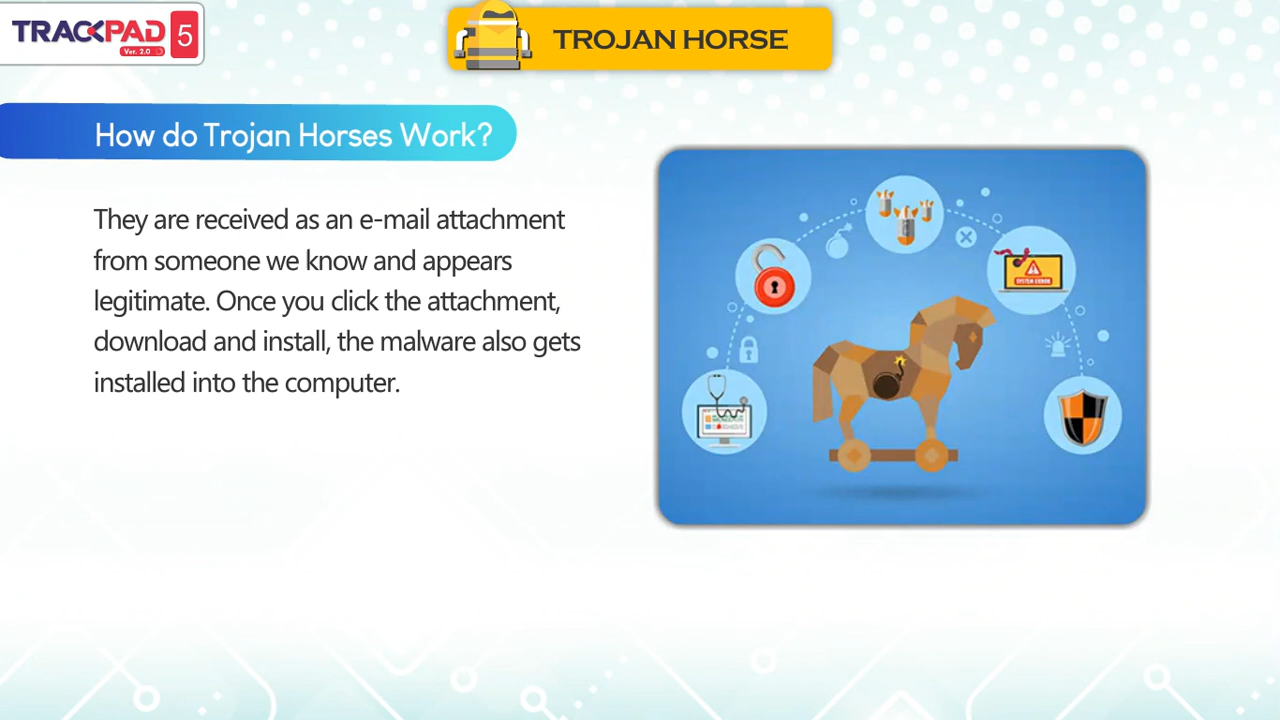 TRACKPAD 5
Ver. 2.0
TROJAN HORSE
How do Trojan Horses Work?
They are received as an e-mail attachment
from someone we know and appears
legitimate. Once you click the attachment,
download and install, the malware also gets
installed into the computer.
SYSTEM ERROR